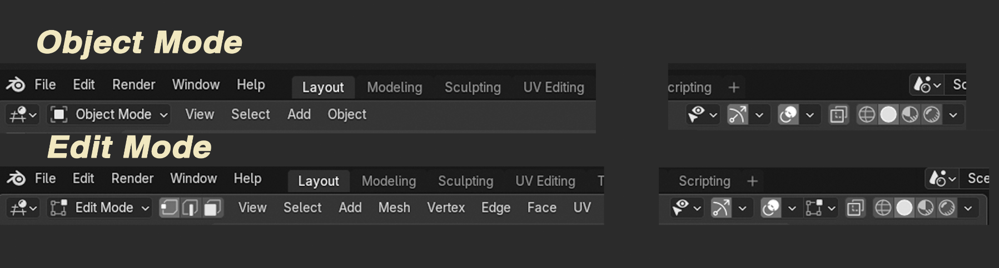 Object Mode
File Edit Render Window Help Layout Modeling Sculpting UV Editing cripting + Sc
Object Mode View Select Add Object
Edit Mode
File Edit Render Window Help Layout Modeling Sculpting UV Editing T Scripting + Sce
Edit Mode View Select Add Mesh Vertex Edge Face UV